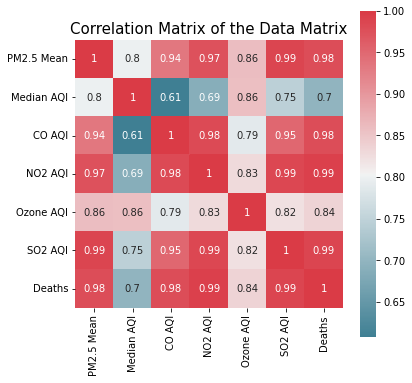 Correlation Matrix of the Data Matrix
PM2.5 Mean 1 0.8 0.94 0.97 0.86 0.99 0.98
Median AQI 0.8 1 0.61 0.69 0.86 0.75 0.7
CO AQI 0.94 0.61 1 0.98 0.79 0.95 0.98
NO2 AQI 0.97 0.69 0.98 1 0.83 0.99 0.99
Ozone AQI 0.86 0.86 0.79 0.83 1 0.82 0.84
SO2 AQI 0.99 0.75 0.95 0.99 0.82 1 0.99
Deaths 0.98 0.7 0.98 0.99 0.84 0.99 1
PM2.5 Mean Median AQI CO AQI NO2 AQI Ozone AQI SO2 AQI Deaths
1.00
0.95
0.90
0.85
0.80
0.75
0.70
0.65